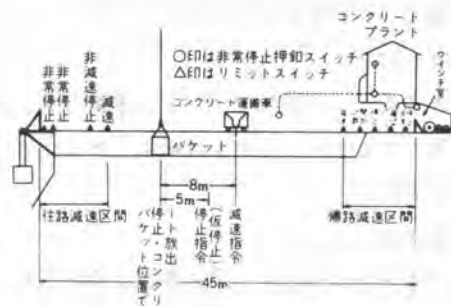 コンクリート
プラント
○印は非常停止押釦スイッチ
△印はリミットスイッチ
ウインチ室
非常停止
非常停止
非減速停止
減速
コンクリート運搬車
バケット
8m
5m
往路減速区間
帰路減速区間
減速指令
停止指令
(仮停止)
バケット位置で
停止・コンクリ
ート放出
45m